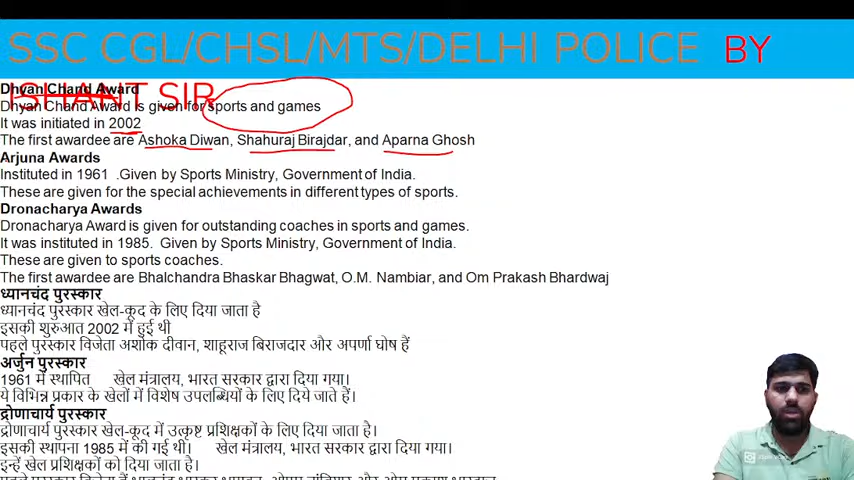 SSC CGL/CHSL/MTS/DELHI POLICE BY
ISHANT SIR
Dhyan Chand Award
Dhyan Chand Award is given for sports and games
It was initiated in 2002
The first awardee are Ashoka Diwan, Shahuraj Birajdar, and Aparna Ghosh
Arjuna Awards
Instituted in 1961 .Given by Sports Ministry, Government of India.
These are given for the special achievements in different types of sports.
Dronacharya Awards
Dronacharya Award is given for outstanding coaches in sports and games.
It was instituted in 1985. Given by Sports Ministry, Government of India.
These are given to sports coaches.
The first awardee are Bhalchandra Bhaskar Bhagwat, O.M. Nambiar, and Om Prakash Bhardwaj
ध्यानचंद पुरस्कार
ध्यानचंद पुरस्कार खेल-कूद के लिए दिया जाता है
इसकी शुरुआत 2002 में हुई थी
पहले पुरस्कार विजेता अशोक दीवान, शाहूराज बिराजदार और अपर्णा घोष हैं
अर्जुन पुरस्कार
1961 में स्थापित खेल मंत्रालय, भारत सरकार द्वारा दिया गया।
ये विभिन्न प्रकार के खेलों में विशेष उपलब्धियों के लिए दिये जाते हैं।
द्रोणाचार्य पुरस्कार
द्रोणाचार्य पुरस्कार खेल-कूद में उत्कृष्ट प्रशिक्षकों के लिए दिया जाता है।
इसकी स्थापना 1985 में की गई थी। खेल मंत्रालय, भारत सरकार द्वारा दिया गया।
इन्हें खेल प्रशिक्षकों को दिया जाता है।